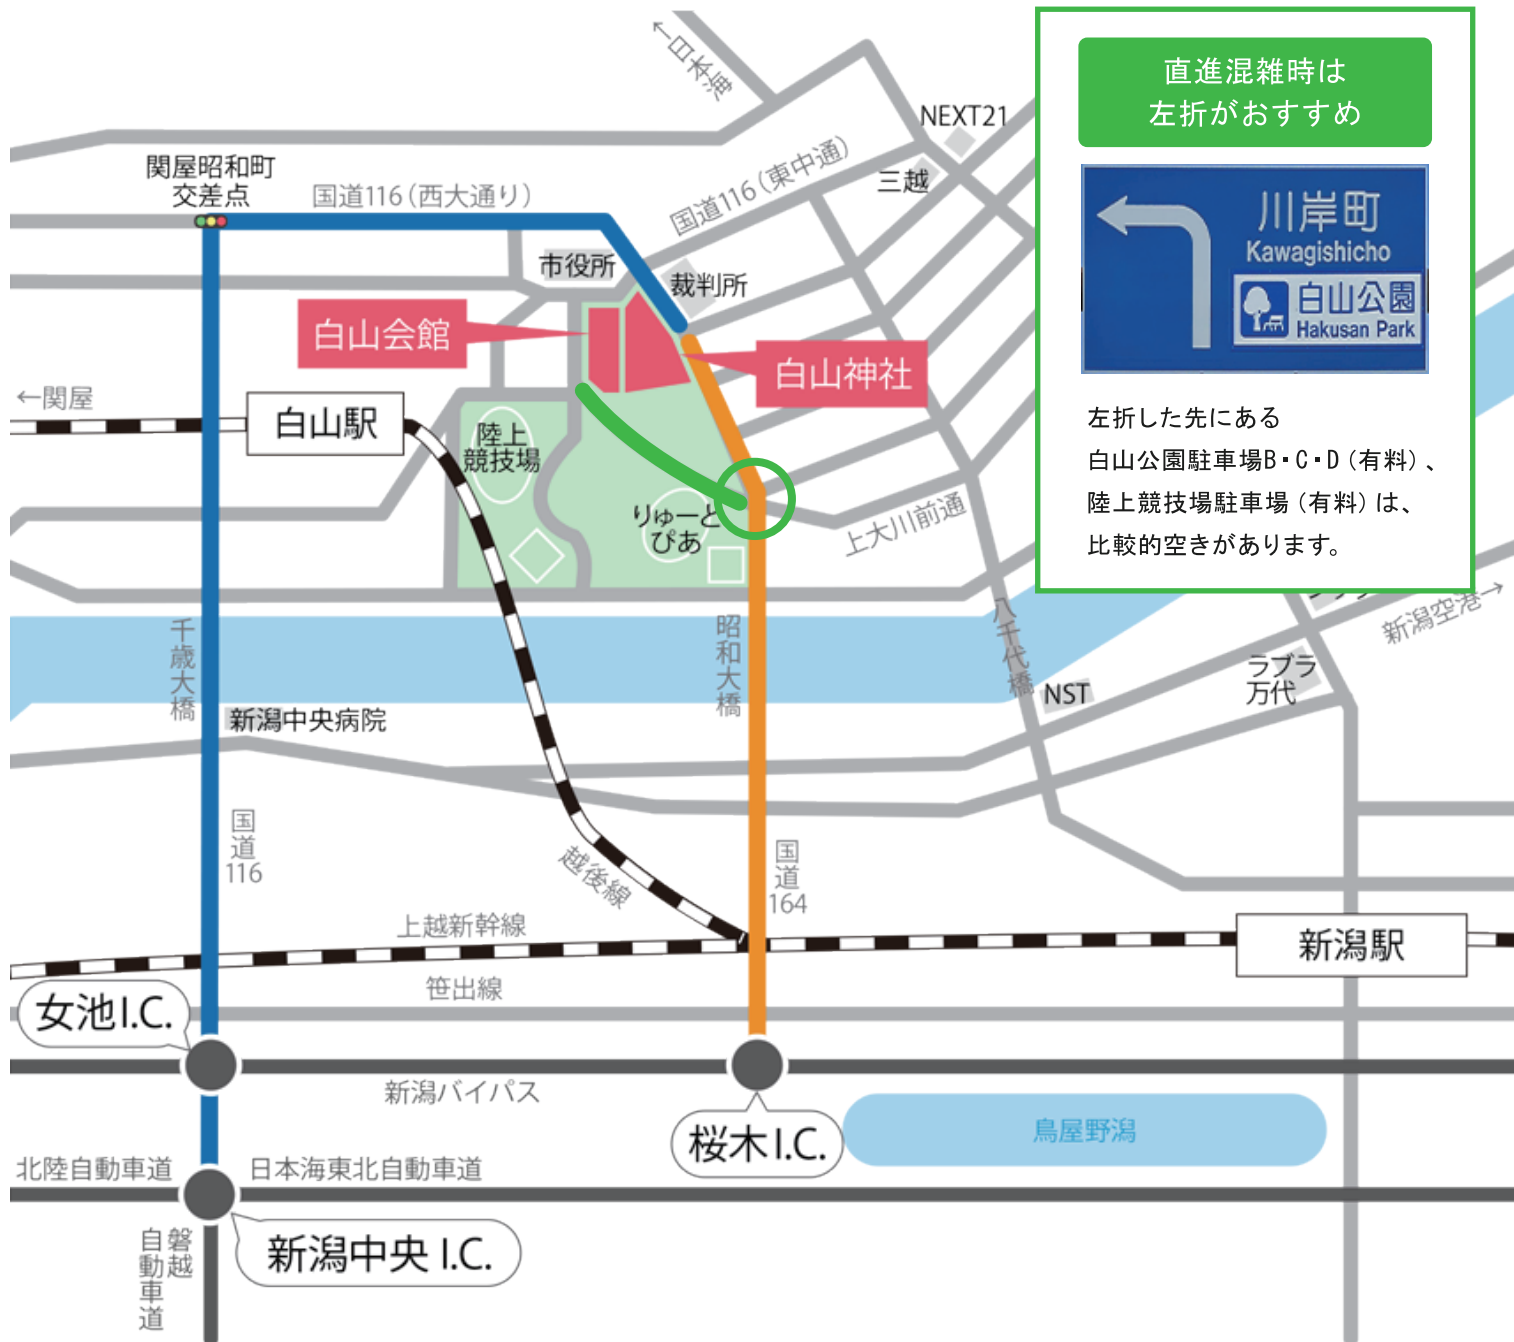 ←日本海
NEXT21
三越
関屋昭和町
交差点
国道116（西大通り）
国道116（東中通）
市役所
裁判所
白山会館
白山神社
←関屋
白山駅
陸上
競技場
りゅーと
ぴあ
上大川前通
直進混雑時は
左折がおすすめ
川岸町
Kawagishicho
白山公園
Hakusan Park
左折した先にある
白山公園駐車場B・C・D（有料）、
陸上競技場駐車場（有料）は、
比較的空きがあります。
千歳大橋
昭和大橋
八千代橋
新潟空港→
ラブラ
万代
NST
新潟中央病院
国道
116
越後線
国道
164
上越新幹線
新潟駅
笹出線
女池I.C.
新潟バイパス
桜木I.C.
鳥屋野潟
北陸自動車道
日本海東北自動車道
磐越
自動車道
新潟中央 I.C.